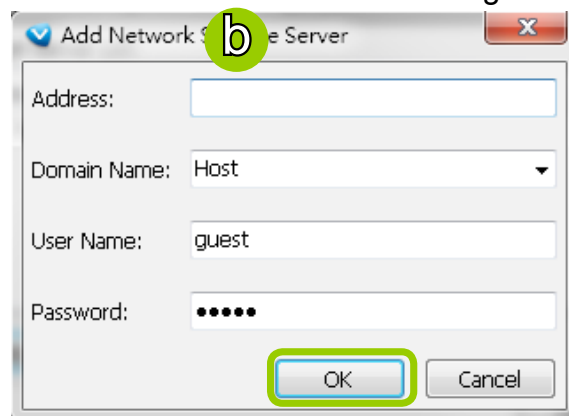 Add Network S
b
e Server
Address:
Domain Name: Host
User Name: guest
Password: •••••
OK Cancel